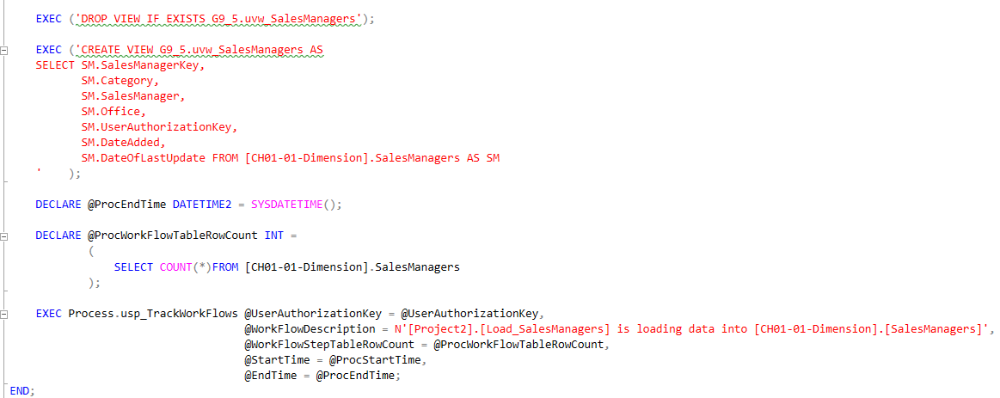 EXEC ('DROP VIEW IF EXISTS G9_5.uvw_SalesManagers');
EXEC ('CREATE VIEW G9_5.uvw_SalesManagers AS
SELECT SM.SalesManagerKey,
SM.Category,
SM.SalesManager,
SM.Office,
SM.UserAuthorizationKey,
SM.DateAdded,
SM.DateOfLastUpdate FROM [CH01-01-Dimension].SalesManagers AS SM
' );
DECLARE @ProcEndTime DATETIME2 = SYSDATETIME();
DECLARE @ProcWorkFlowTableRowCount INT =
(
SELECT COUNT(*)FROM [CH01-01-Dimension].SalesManagers
);
EXEC Process.usp_TrackWorkFlows @UserAuthorizationKey = @UserAuthorizationKey,
@WorkFlowDescription = N'[Project2].[Load_SalesManagers] is loading data into [CH01-01-Dimension].[SalesManagers]',
@WorkFlowStepTableRowCount = @ProcWorkFlowTableRowCount,
@StartTime = @ProcStartTime,
@EndTime = @ProcEndTime;
END;